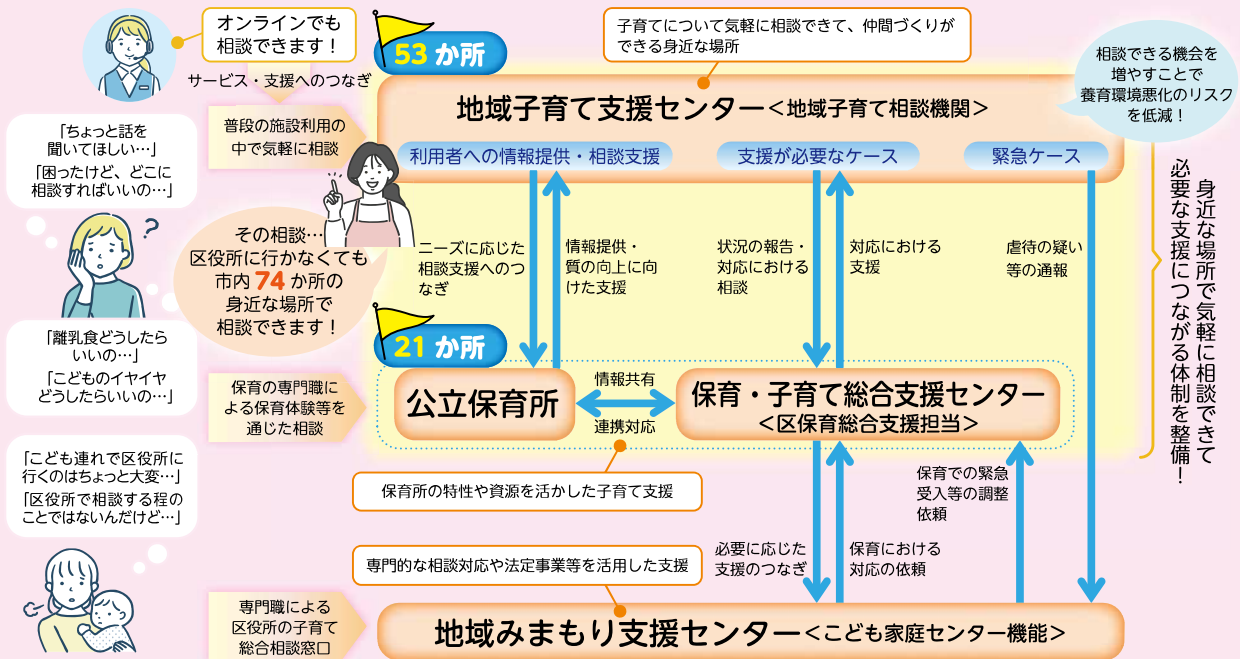 オンラインでも
相談できます！
サービス・支援へのつなぎ
普段の施設利用の
中で気軽に相談
「ちょっと話を
聞いてほしい…」
「困ったけど、どこに
相談すればいいの…」
?
その相談…
区役所に行かなくても
市内74か所の
身近な場所で
相談できます！
「離乳食どうしたら
いいの…」
「こどものイヤイヤ
どうしたらいいの…」
保育の専門職に
よる保育体験等を
通じた相談
「こども連れで区役所に
行くのはちょっと大変…」
「区役所で相談する程の
ことではないんだけど…」
専門職による
区役所の子育て
総合相談窓口
53か所
子育てについて気軽に相談できて、仲間づくりが
できる身近な場所
地域子育て支援センター＜地域子育て相談機関＞
利用者への情報提供・相談支援
支援が必要なケース
緊急ケース
相談できる機会を
増やすことで
養育環境悪化のリスク
を低減！
ニーズに応じた
相談支援へのつ
なぎ
情報提供・
質の向上に向
けた支援
状況の報告・
対応における
相談
対応における
支援
虐待の疑い
等の通報
身近な場所で気軽に相談できて
必要な支援につながる体制を整備！
21か所
公立保育所
情報共有
連携対応
保育・子育て総合支援センター
＜区保育総合支援担当＞
保育所の特性や資源を活かした子育て支援
保育での緊急
受入等の調整
依頼
専門的な相談対応や法定事業等を活用した支援
必要に応じた
支援のつなぎ
保育における
対応の依頼
地域みまもり支援センター＜こども家庭センター機能＞